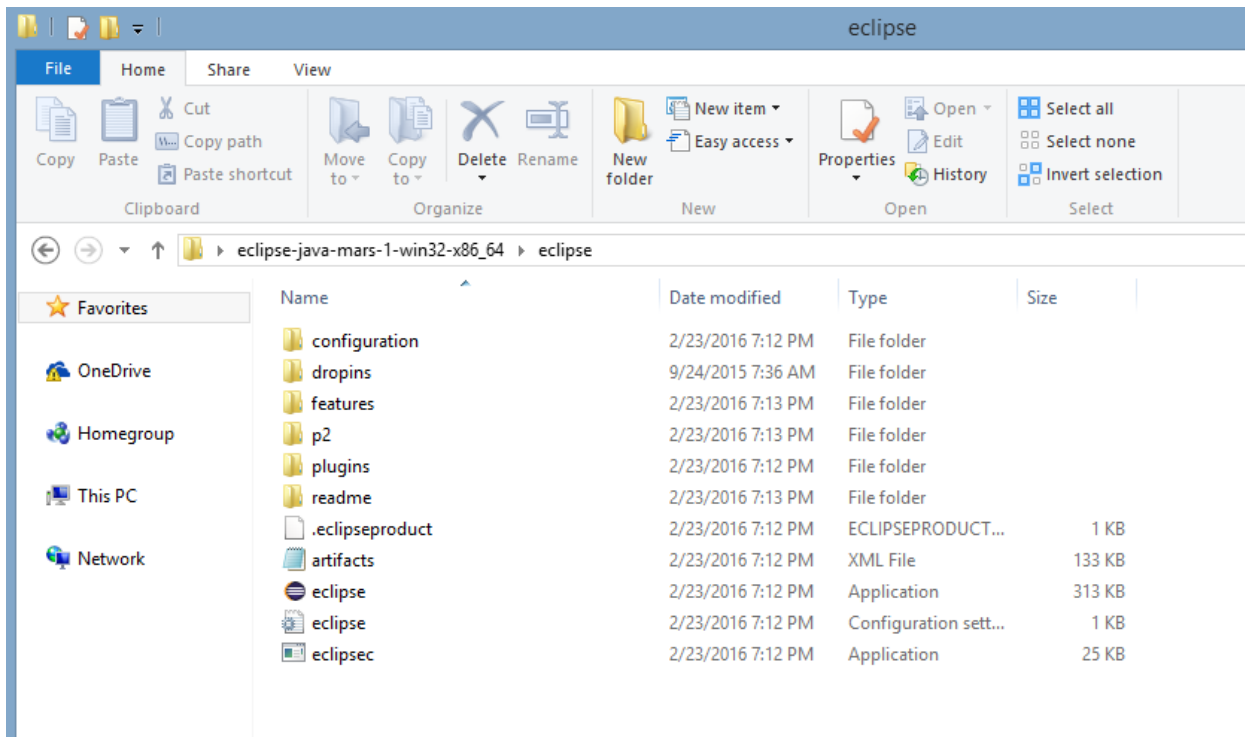 eclipse
File Home Share View
Cut
Copy path
Paste shortcut
Copy Paste
Clipboard
Move to Copy to Delete Rename
Organize
New folder
New item
Easy access
New
Properties
Open
Edit
History
Open
Select all
Select none
Invert selection
Select
eclipse-java-mars-1-win32-x86_64 eclipse
Favorites
OneDrive
Homegroup
This PC
Network
Name Date modified Type Size
configuration 2/23/2016 7:12 PM File folder
dropins 9/24/2015 7:36 AM File folder
features 2/23/2016 7:13 PM File folder
p2 2/23/2016 7:13 PM File folder
plugins 2/23/2016 7:12 PM File folder
readme 2/23/2016 7:13 PM File folder
.eclipseproduct 2/23/2016 7:12 PM ECLIPSEPRODUCT... 1 KB
artifacts 2/23/2016 7:12 PM XML File 133 KB
eclipse 2/23/2016 7:12 PM Application 313 KB
eclipse 2/23/2016 7:12 PM Configuration sett... 1 KB
eclipsec 2/23/2016 7:12 PM Application 25 KB